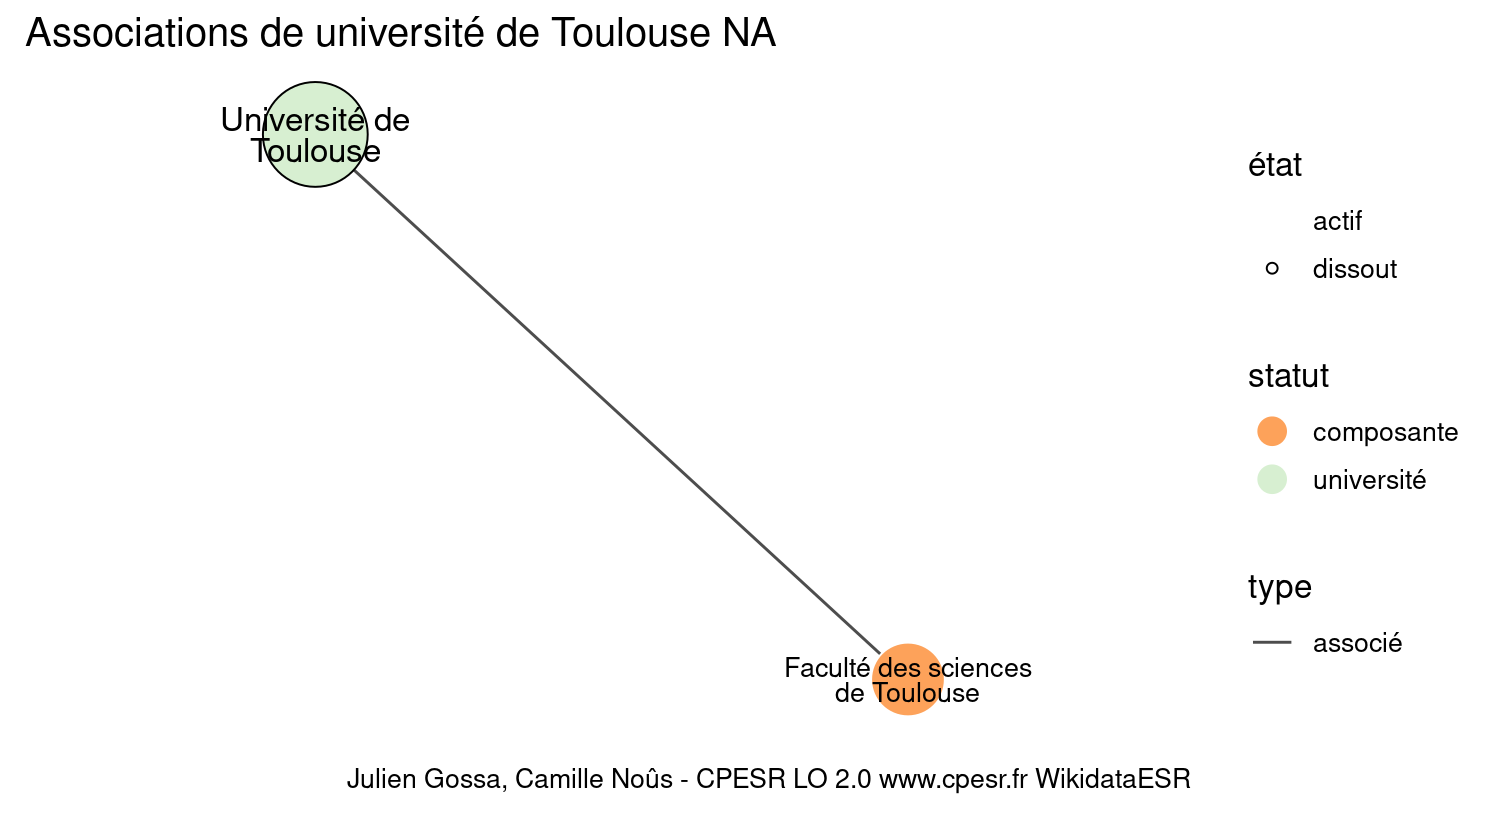 Associations de université de Toulouse NA
Université de
Toulouse
état
actif
dissout
statut
composante
université
type
associé
Faculté des sciences
de Toulouse
Julien Gossa, Camille Noûs - CPESR LO 2.0 www.cpesr.fr WikidataESR